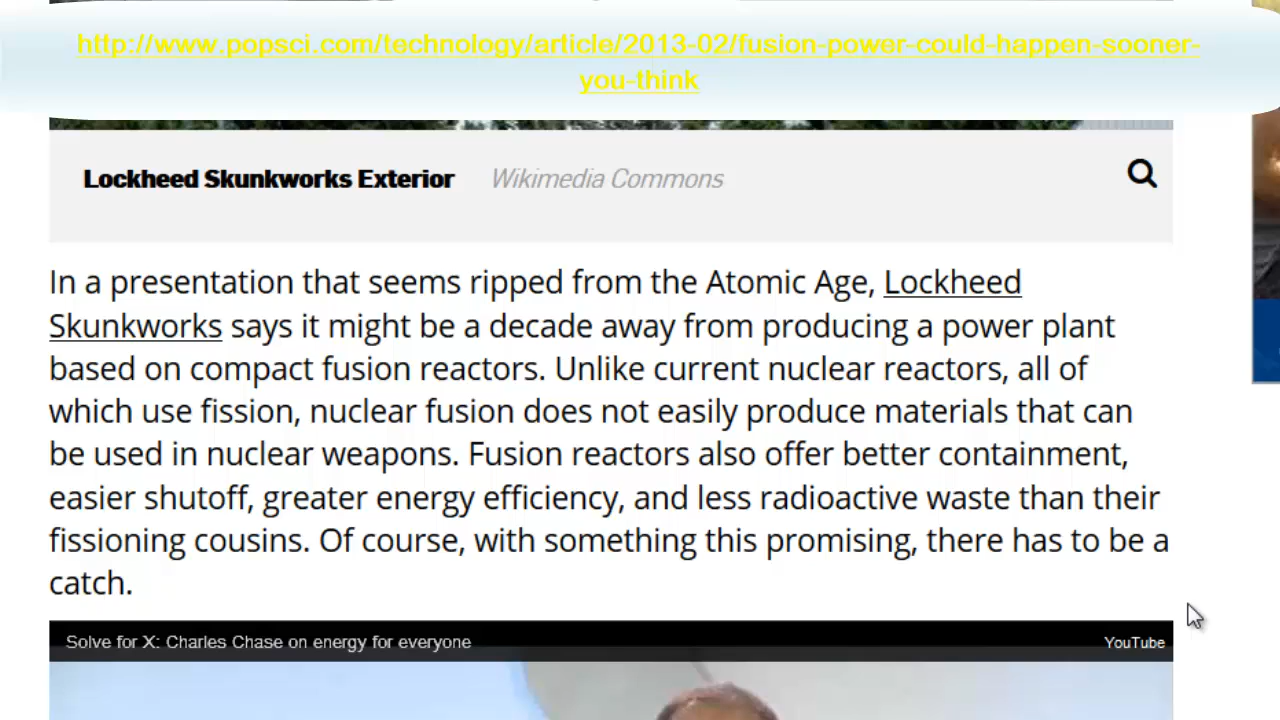 http://www.popsci.com/technology/article/2013-02/fusion-power-could-happen-sooner-
you-think
Lockheed Skunkworks Exterior Wikimedia Commons
In a presentation that seems ripped from the Atomic Age, Lockheed
Skunkworks says it might be a decade away from producing a power plant
based on compact fusion reactors. Unlike current nuclear reactors, all of
which use fission, nuclear fusion does not easily produce materials that can
be used in nuclear weapons. Fusion reactors also offer better containment,
easier shutoff, greater energy efficiency, and less radioactive waste than their
fissioning cousins. Of course, with something this promising, there has to be a
catch.
Solve for X: Charles Chase on energy for everyone YouTube